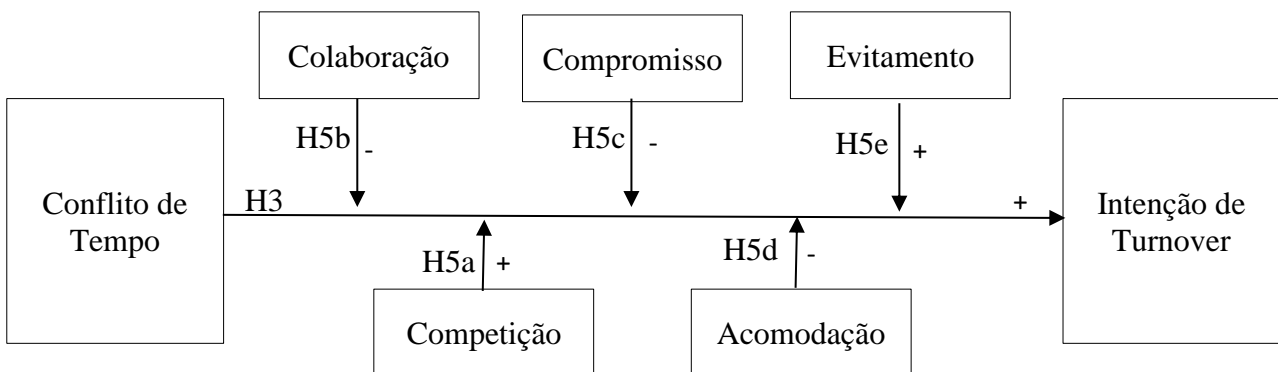 Colaboração
Compromisso
Evitamento
H5b
-
H5c
-
H5e
+
Conflito de
Tempo
H3
+
Intenção de
Turnover
H5a
+
H5d
-
Competição
Acomodação